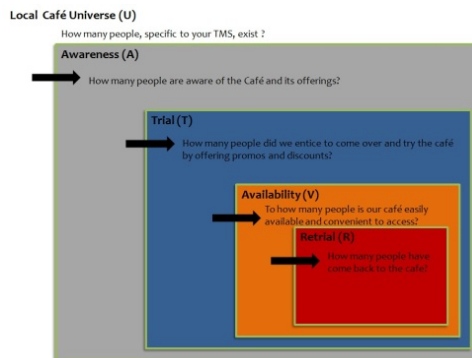 Local Café Universe (U)
How many people, specific to your TMS, exist ?
Awareness (A)
How many people are aware of the Café and its offerings?
Trial (T)
How many people did we entice to come over and try the café
by offering promos and discounts?
Availability (V)
To how many people is our café easily
available and convenient to access?
Retrial (R)
How many people have
come back to the cafe?